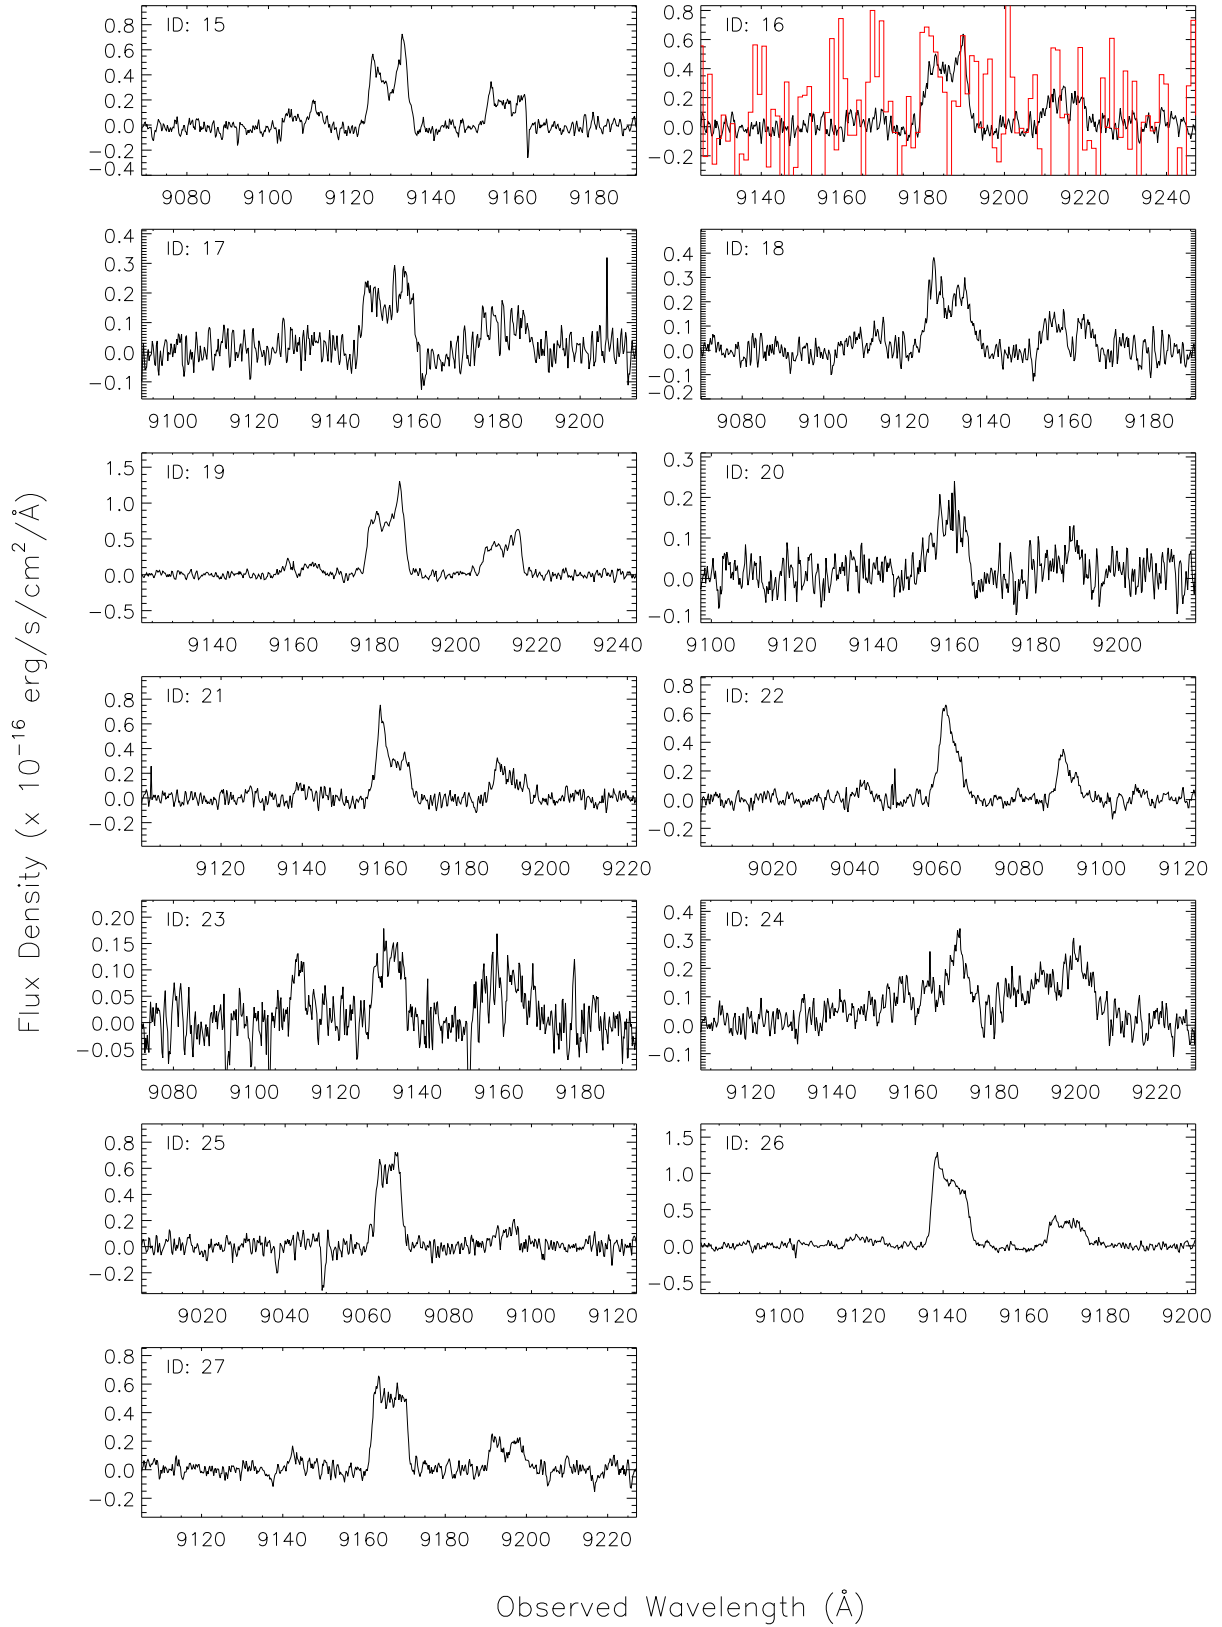 ID: 15
0.8
0.6
0.4
0.2
0.0
−0.2
−0.4
9080 9100 9120 9140 9160 9180
ID: 16
0.8
0.6
0.4
0.2
0.0
−0.2
9140 9160 9180 9200 9220 9240
ID: 17
0.4
0.3
0.2
0.1
0.0
−0.1
9100 9120 9140 9160 9180 9200
ID: 18
0.4
0.3
0.2
0.1
0.0
−0.1
−0.2
9080 9100 9120 9140 9160 9180
ID: 19
1.5
1.0
0.5
0.0
−0.5
9140 9160 9180 9200 9220 9240
ID: 20
0.3
0.2
0.1
0.0
−0.1
9100 9120 9140 9160 9180 9200
ID: 21
0.8
0.6
0.4
0.2
0.0
−0.2
9120 9140 9160 9180 9200 9220
ID: 22
0.8
0.6
0.4
0.2
0.0
−0.2
9020 9040 9060 9080 9100 9120
ID: 23
0.20
0.15
0.10
0.05
0.00
−0.05
9080 9100 9120 9140 9160 9180
ID: 24
0.4
0.3
0.2
0.1
0.0
−0.1
9120 9140 9160 9180 9200 9220
ID: 25
0.8
0.6
0.4
0.2
0.0
−0.2
9020 9040 9060 9080 9100 9120
ID: 26
1.5
1.0
0.5
0.0
−0.5
9100 9120 9140 9160 9180 9200
ID: 27
0.8
0.6
0.4
0.2
0.0
−0.2
9120 9140 9160 9180 9200 9220
Flux Density (x 10⁻¹⁶ erg/s/cm²/Å)
Observed Wavelength (Å)